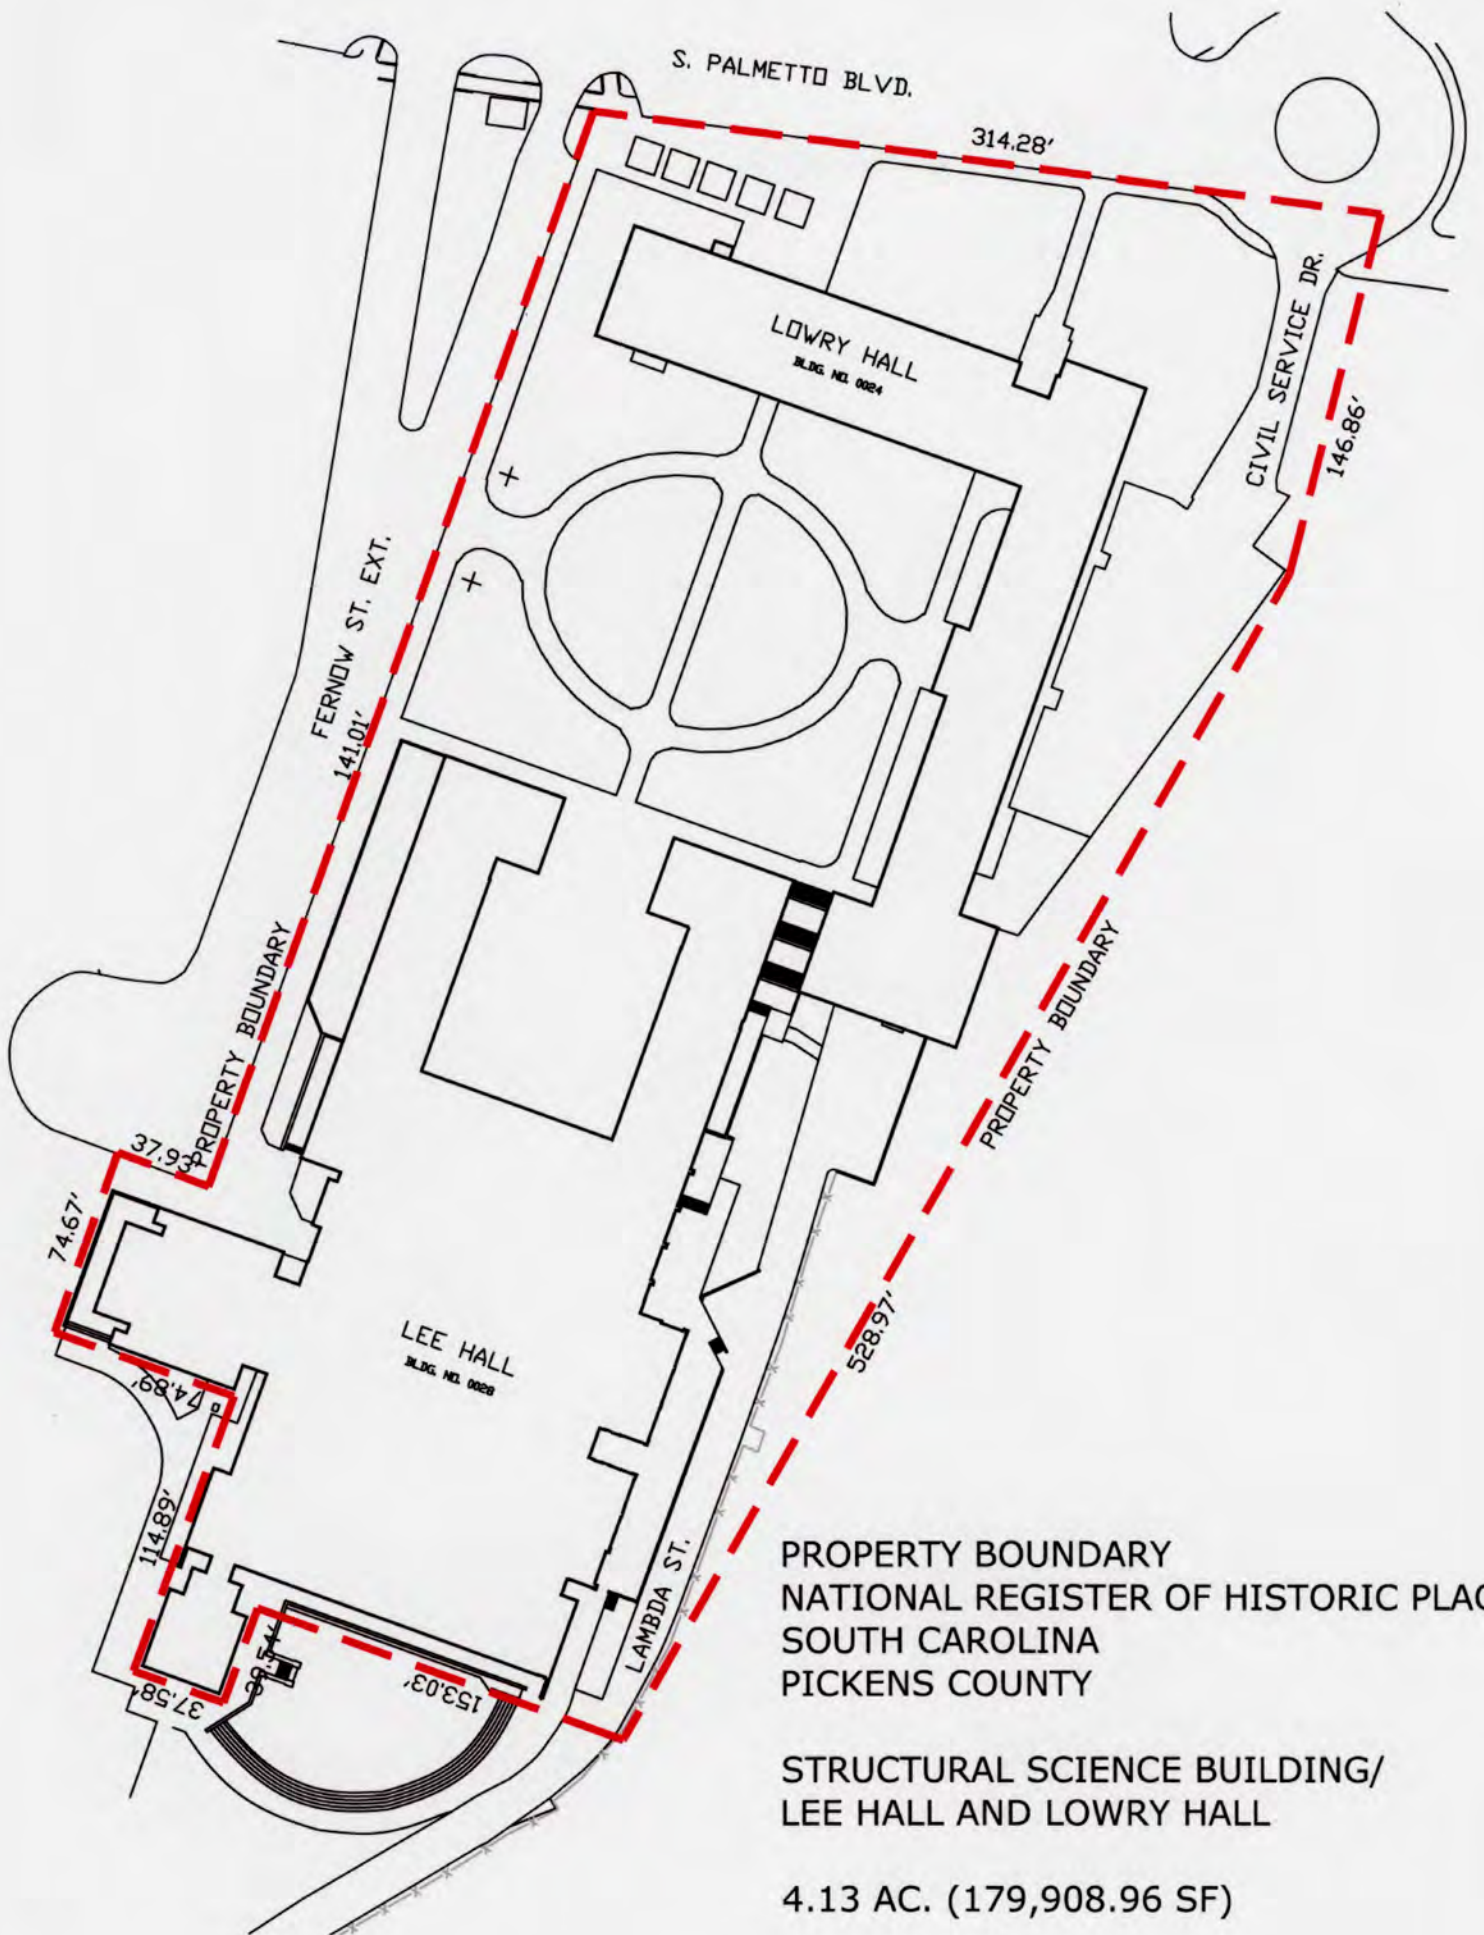 S. PALMETTO BLVD.
314.28'
LOWRY HALL
BLDG. NO. 0024
CIVIL SERVICE DR.
146.86'
FERNOW ST. EXT.
141.01'
PROPERTY BOUNDARY
PROPERTY BOUNDARY
37.93'
74.67'
528.97'
LEE HALL
BLDG. NO. 0028
74.89'
114.89'
LAMBDA ST.
153.03'
37.58'
PROPERTY BOUNDARY
NATIONAL REGISTER OF HISTORIC PLAC
SOUTH CAROLINA
PICKENS COUNTY
STRUCTURAL SCIENCE BUILDING/
LEE HALL AND LOWRY HALL
4.13 AC. (179,908.96 SF)